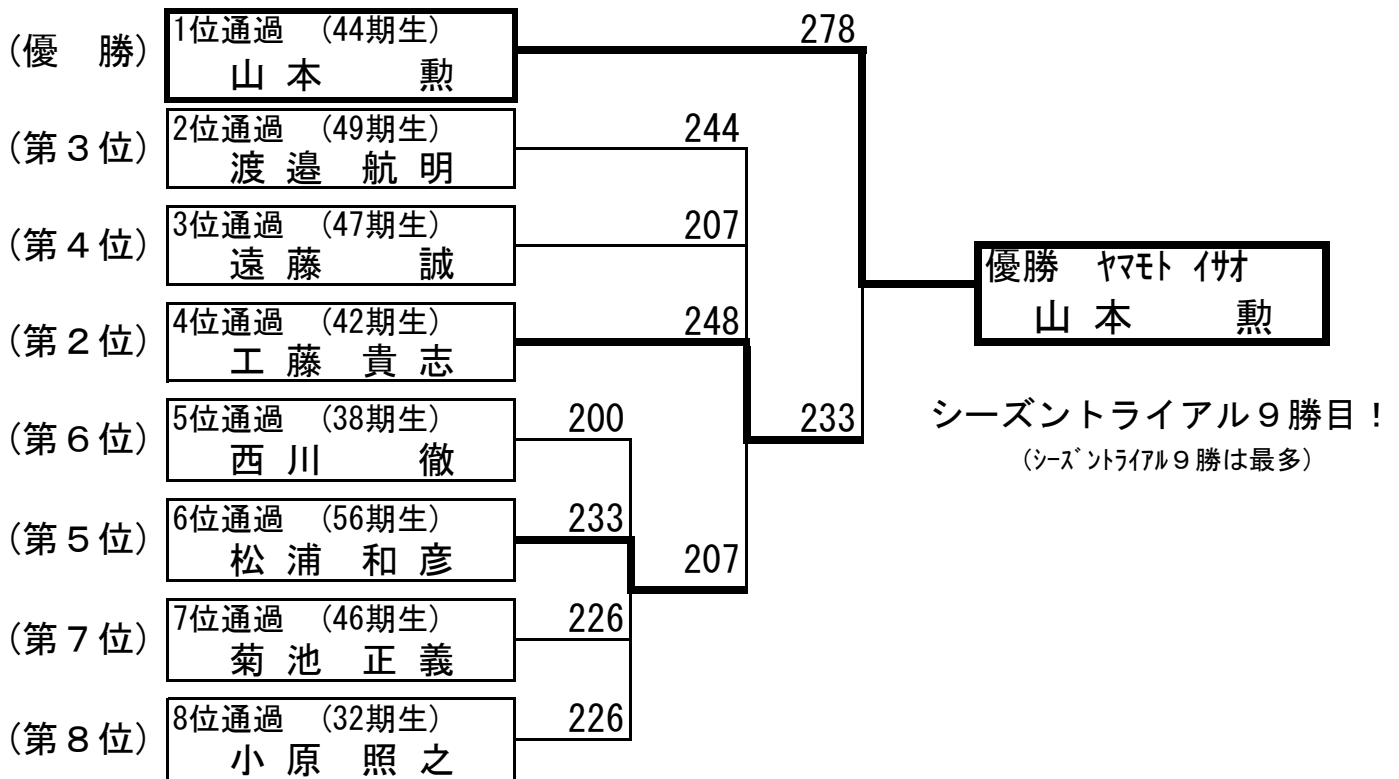 (優　勝)
1位通過　(44期生)
山本　勲
278
(第３位)
2位通過　(49期生)
渡邉　航明
244
(第４位)
3位通過　(47期生)
遠藤　誠
207
(第２位)
4位通過　(42期生)
工藤　貴志
248
優勝　ﾔﾏﾓﾄ ｲｻｵ
山本　勲
(第６位)
5位通過　(38期生)
西川　徹
200
233
シーズントライアル９勝目！
(ｼｰｽﾞﾝﾄﾗｲｱﾙ９勝は最多)
(第５位)
6位通過　(56期生)
松浦　和彦
233
207
(第７位)
7位通過　(46期生)
菊池　正義
226
(第８位)
8位通過　(32期生)
小原　照之
226